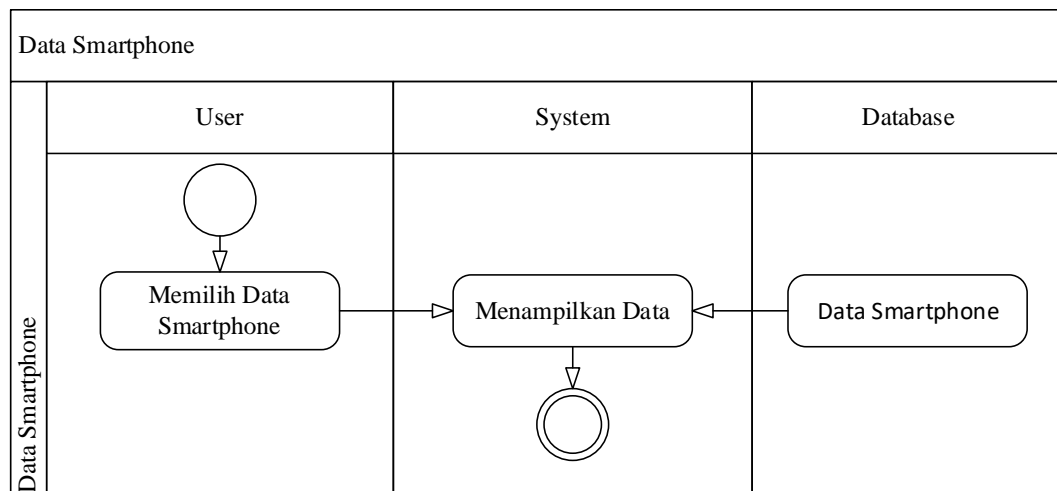 Data Smartphone
User
System
Database
Data Smartphone
Memilih Data
Smartphone
Menampilkan Data
Data Smartphone